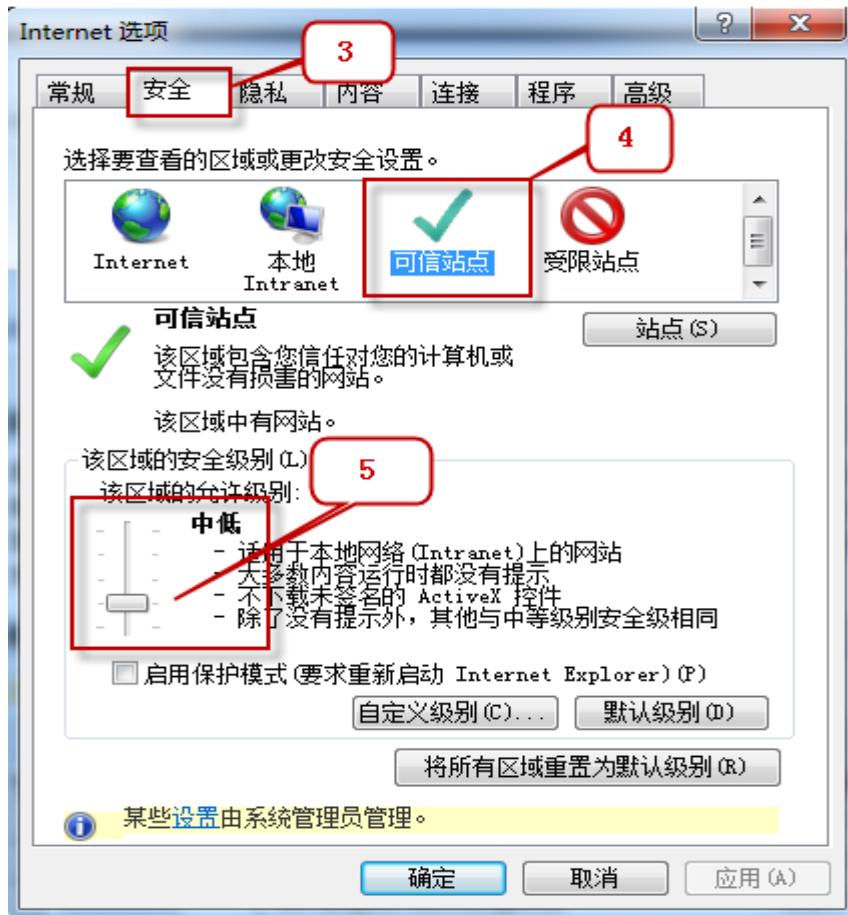 Internet 选项
3
常规 安全 隐私 内容 连接 程序 高级
4
选择要查看的区域或更改安全设置。
Internet 本地 Intranet 可信站点 受限站点
可信站点
站点(S)
该区域包含您信任对您的计算机或
文件没有损害的网站。
该区域中有网站。
该区域的安全级别(L)
5
该区域的允许级别:
中低
- 适用于本地网络(Intranet)上的网站
- 大多数内容运行时都没有提示
- 不下载未签名的 ActiveX 控件
- 除了没有提示外，其他与中等级别安全级相同
启用保护模式(要求重新启动 Internet Explorer)(P)
自定义级别(C)... 默认级别(D)
将所有区域重置为默认级别(R)
某些设置由系统管理员管理。
确定 取消 应用(A)